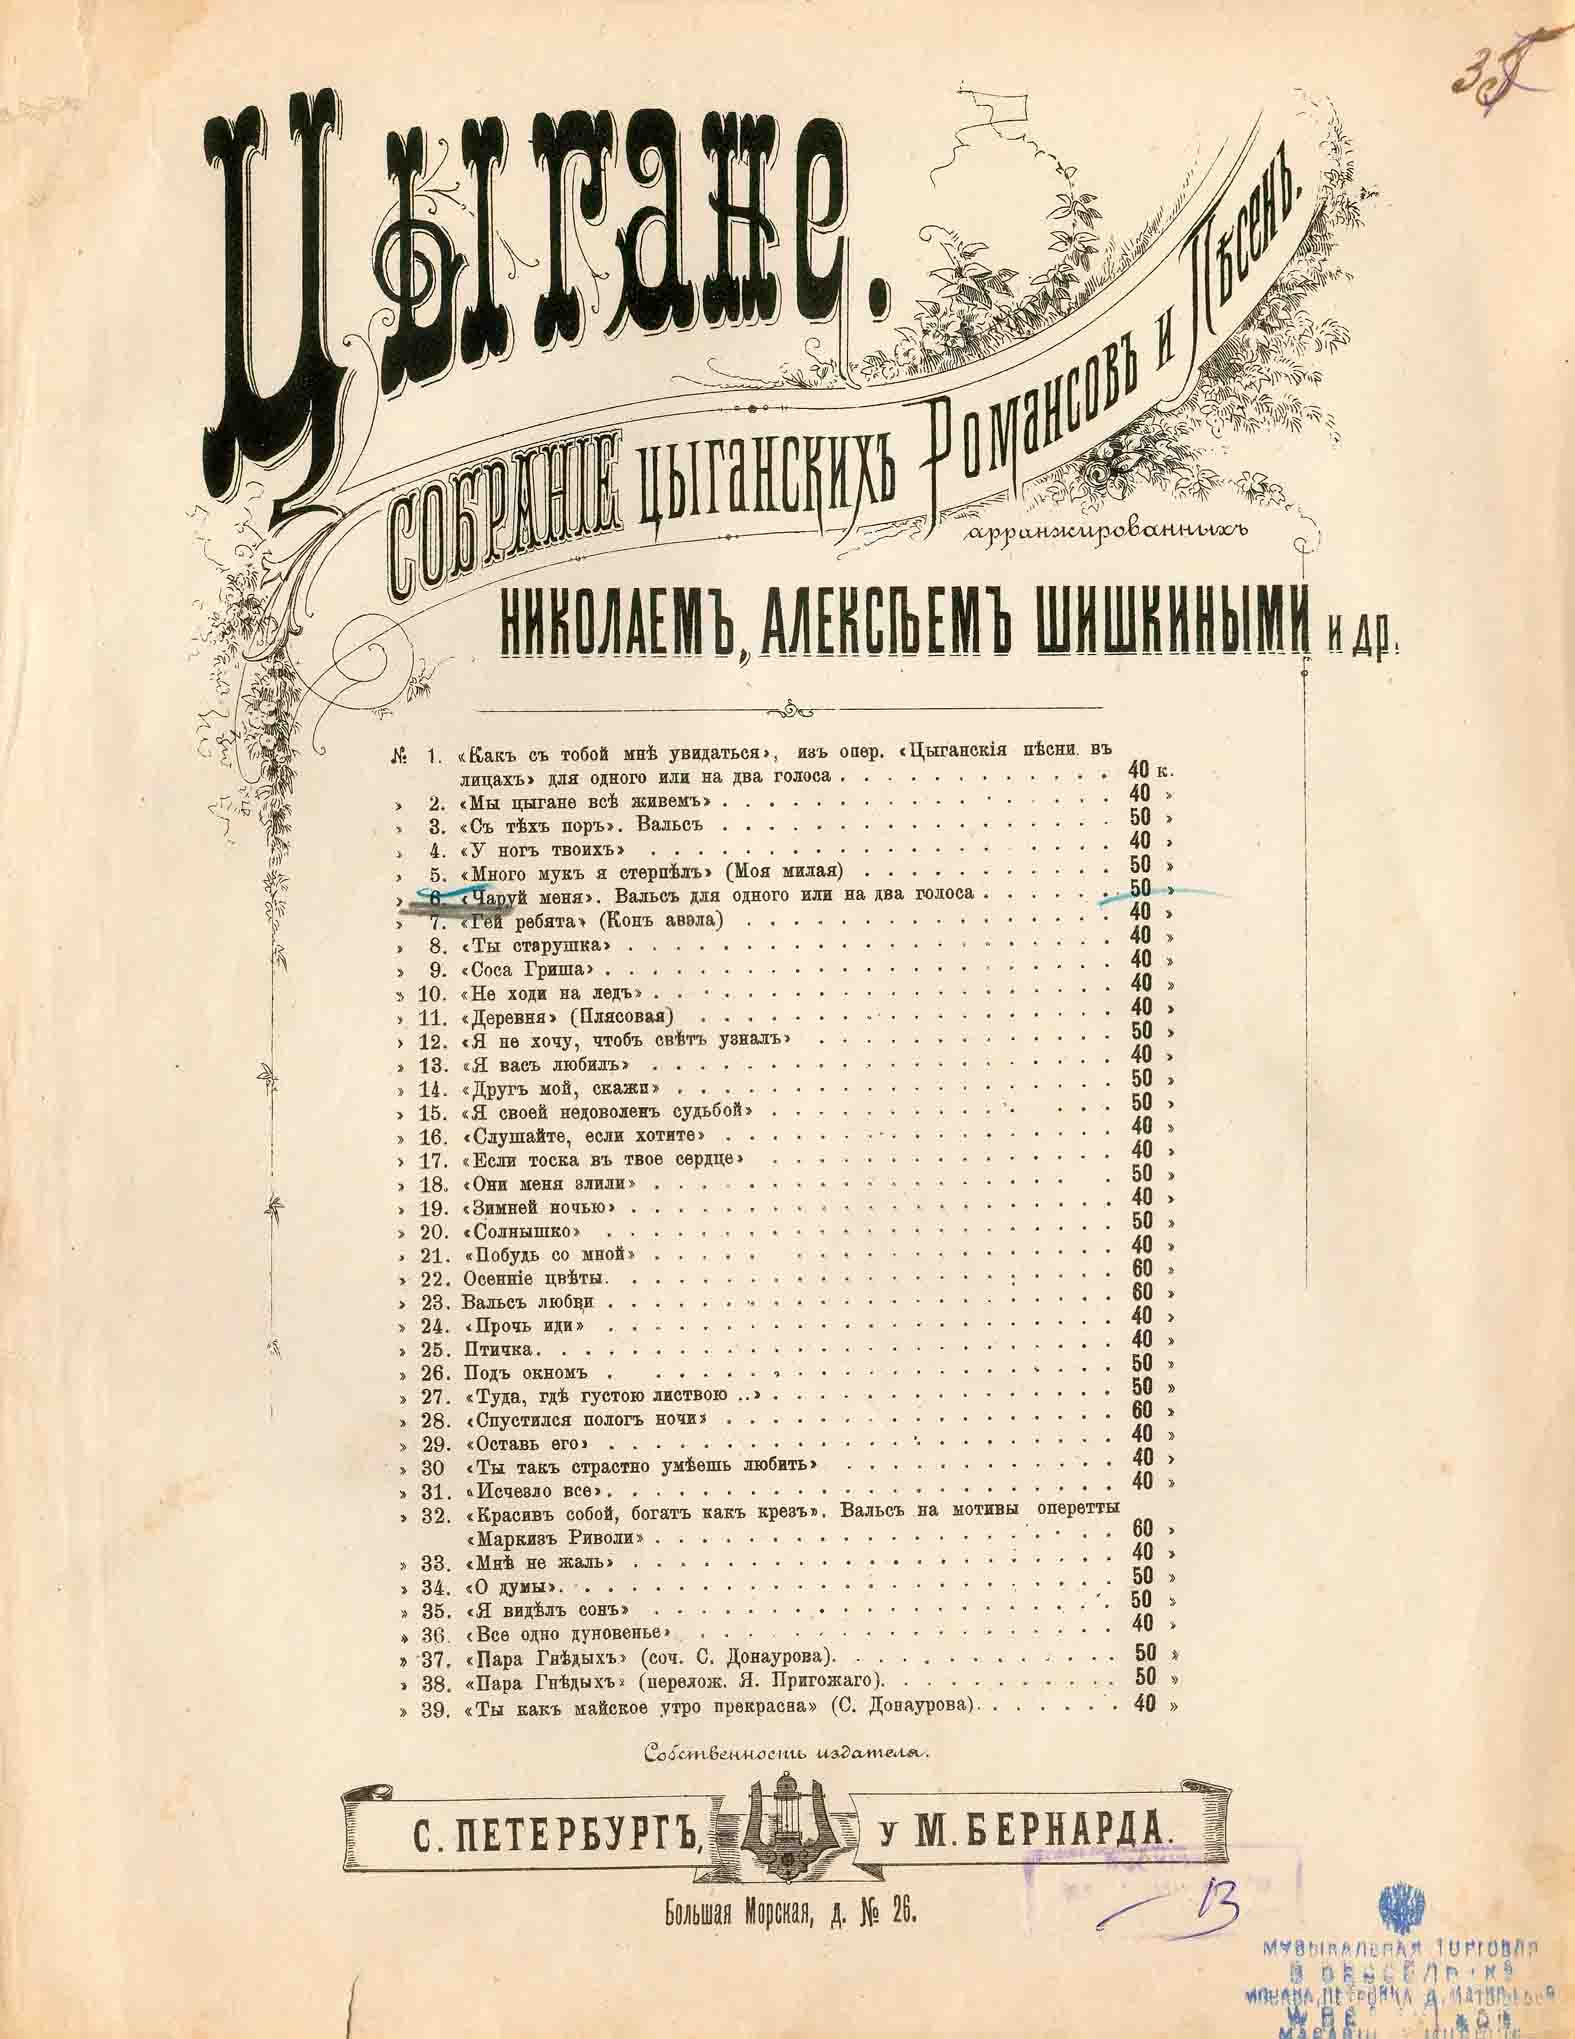 Цыгане.
СОБРАНІЕ ЦЫГАНСКИХЪ РОМАНСОВЪ И ПѢСЕНЪ.
арранжированныхъ
НИКОЛАЕМЪ, АЛЕКСѢЕМЪ ШИШКИНЫМИ и др.
№ 1. «Какъ съ тобой мнѣ увидаться», изъ опер. «Цыганскія пѣсни въ
лицахъ» для одного или на два голоса . . . . . . . . . . . . 40 к.
» 2. «Мы цыгане всѣ живемъ» . . . . . . . . . . . . . . . . . 40 »
» 3. «Съ тѣхъ поръ». Вальсъ . . . . . . . . . . . . . . . . . 50 »
» 4. «У ногъ твоихъ» . . . . . . . . . . . . . . . . . . . . 40 »
» 5. «Много мукъ я стерпѣлъ» (Моя милая) . . . . . . . . . . . 50 »
» 6. «Чаруй меня». Вальсъ для одного или на два голоса . . . . . . 50 »
» 7. «Гей ребята» (Конъ авэла) . . . . . . . . . . . . . . . . 40 »
» 8. «Ты старушка» . . . . . . . . . . . . . . . . . . . . . 40 »
» 9. «Соса Гриша» . . . . . . . . . . . . . . . . . . . . . . 40 »
» 10. «Не ходи на ледъ» . . . . . . . . . . . . . . . . . . . . 40 »
» 11. «Деревня» (Плясовая) . . . . . . . . . . . . . . . . . . 40 »
» 12. «Я не хочу, чтобъ свѣтъ узналъ» . . . . . . . . . . . . . 50 »
» 13. «Я васъ любилъ» . . . . . . . . . . . . . . . . . . . . . 40 »
» 14. «Другъ мой, скажи» . . . . . . . . . . . . . . . . . . . 50 »
» 15. «Я своей недоволенъ судьбой» . . . . . . . . . . . . . . . 50 »
» 16. «Слушайте, если хотите» . . . . . . . . . . . . . . . . . 40 »
» 17. «Если тоска въ твое сердце» . . . . . . . . . . . . . . . 40 »
» 18. «Они меня злили» . . . . . . . . . . . . . . . . . . . . 50 »
» 19. «Зимней ночью» . . . . . . . . . . . . . . . . . . . . . 40 »
» 20. «Солнышко» . . . . . . . . . . . . . . . . . . . . . . 50 »
» 21. «Побудь со мной» . . . . . . . . . . . . . . . . . . . . 40 »
» 22. Осенніе цвѣты. . . . . . . . . . . . . . . . . . . . . . 60 »
» 23. Вальсъ любви . . . . . . . . . . . . . . . . . . . . . . 60 »
» 24. «Прочь иди» . . . . . . . . . . . . . . . . . . . . . . 40 »
» 25. Птичка. . . . . . . . . . . . . . . . . . . . . . . . . 40 »
» 26. Подъ окномъ . . . . . . . . . . . . . . . . . . . . . . 50 »
» 27. «Туда, гдѣ густою листвою ..» . . . . . . . . . . . . . . . 50 »
» 28. «Спустился пологъ ночи» . . . . . . . . . . . . . . . . . 60 »
» 29. «Оставь его» . . . . . . . . . . . . . . . . . . . . . . 40 »
» 30 «Ты такъ страстно умѣешь любить» . . . . . . . . . . . . 40 »
» 31. «Исчезло все». . . . . . . . . . . . . . . . . . . . . . 40 »
» 32. «Красивъ собой, богатъ какъ крезъ». Вальсъ на мотивы оперетты
«Маркизъ Риволи» . . . . . . . . . . . . . . . . . . . . 60 »
» 33. «Мнѣ не жаль» . . . . . . . . . . . . . . . . . . . . . 40 »
» 34. «О думы». . . . . . . . . . . . . . . . . . . . . . . . 50 »
» 35. «Я видѣлъ сонъ» . . . . . . . . . . . . . . . . . . . . 50 »
» 36. «Все одно дуновенье» . . . . . . . . . . . . . . . . . . 40 »
» 37. «Пара Гнѣдыхъ» (соч. С. Донаурова). . . . . . . . . . . . . 50 »
» 38. «Пара Гнѣдыхъ» (перелож. Я. Пригожаго). . . . . . . . . . . 50 »
» 39. «Ты какъ майское утро прекрасна» (С. Донаурова). . . . . . . 40 »
Собственность издателя.
С. ПЕТЕРБУРГЪ, у М. БЕРНАРДА.
Большая Морская, д. № 26.
13
МУЗЫКАЛЬНАЯ ТОРГОВЛЯ